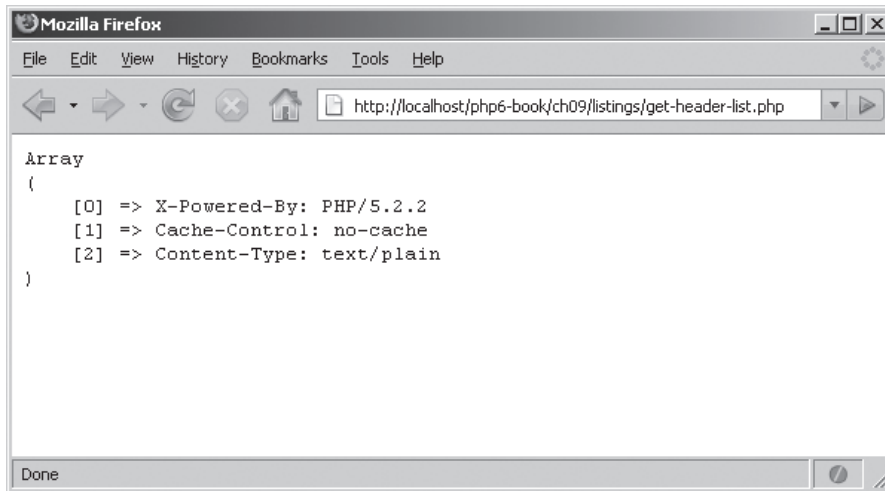 Mozilla Firefox
File Edit View History Bookmarks Tools Help
http://localhost/php6-book/ch09/listings/get-header-list.php
Array
(
    [0] => X-Powered-By: PHP/5.2.2
    [1] => Cache-Control: no-cache
    [2] => Content-Type: text/plain
)
Done